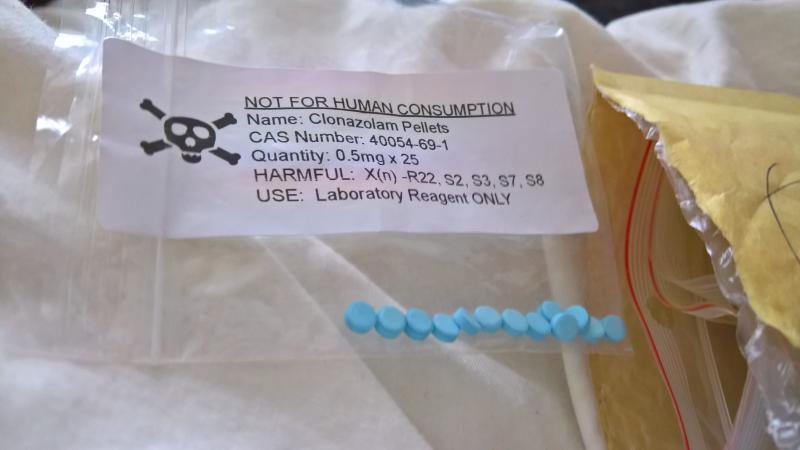 NOT FOR HUMAN CONSUMPTION
Name: Clonazolam Pellets
CAS Number: 40054-69-1
Quantity: 0.5mg x 25
HARMFUL: X(n) -R22, S2, S3, S7, S8
USE: Laboratory Reagent ONLY